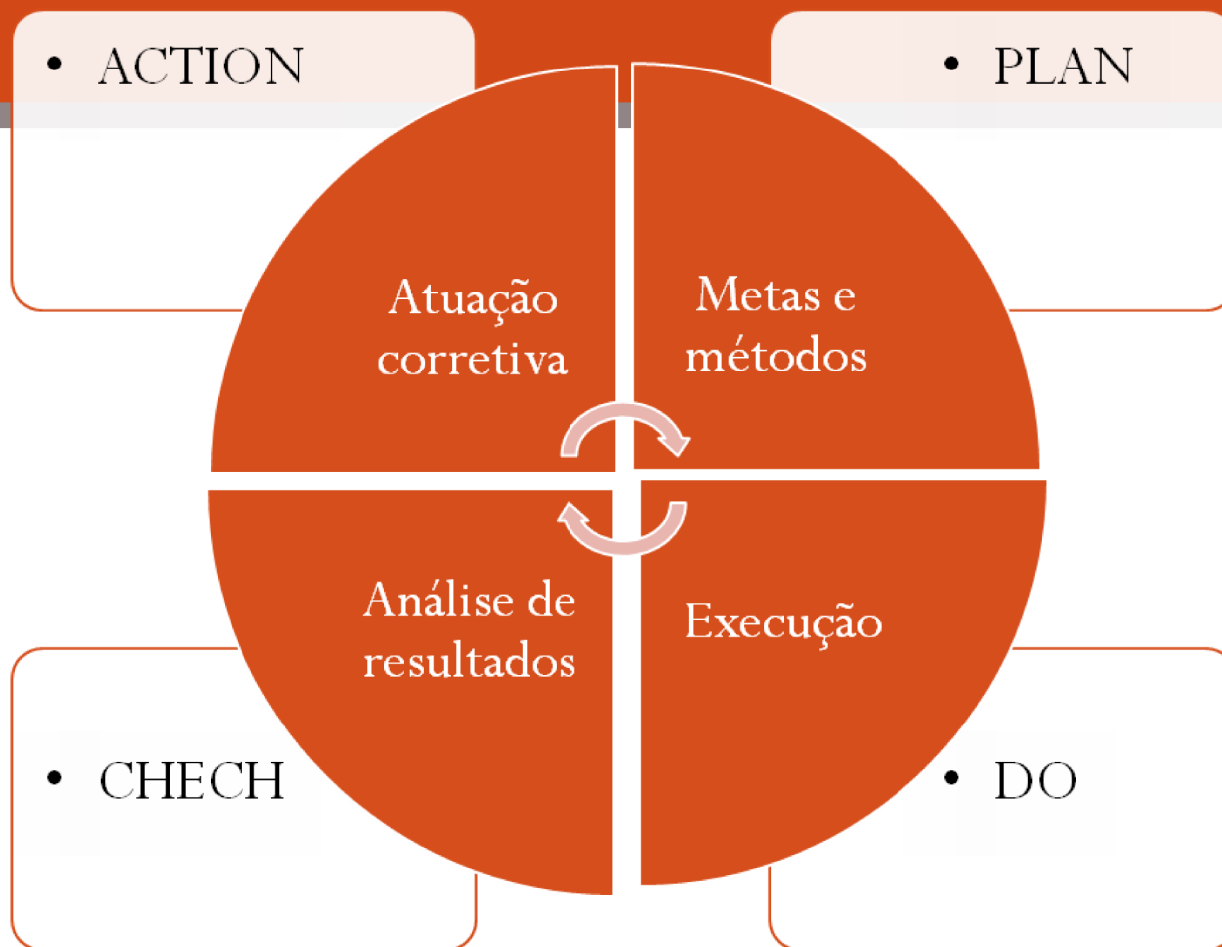 • ACTION
• PLAN
Atuação
corretiva
Metas e
métodos
Análise de
resultados
Execução
• CHECH
• DO